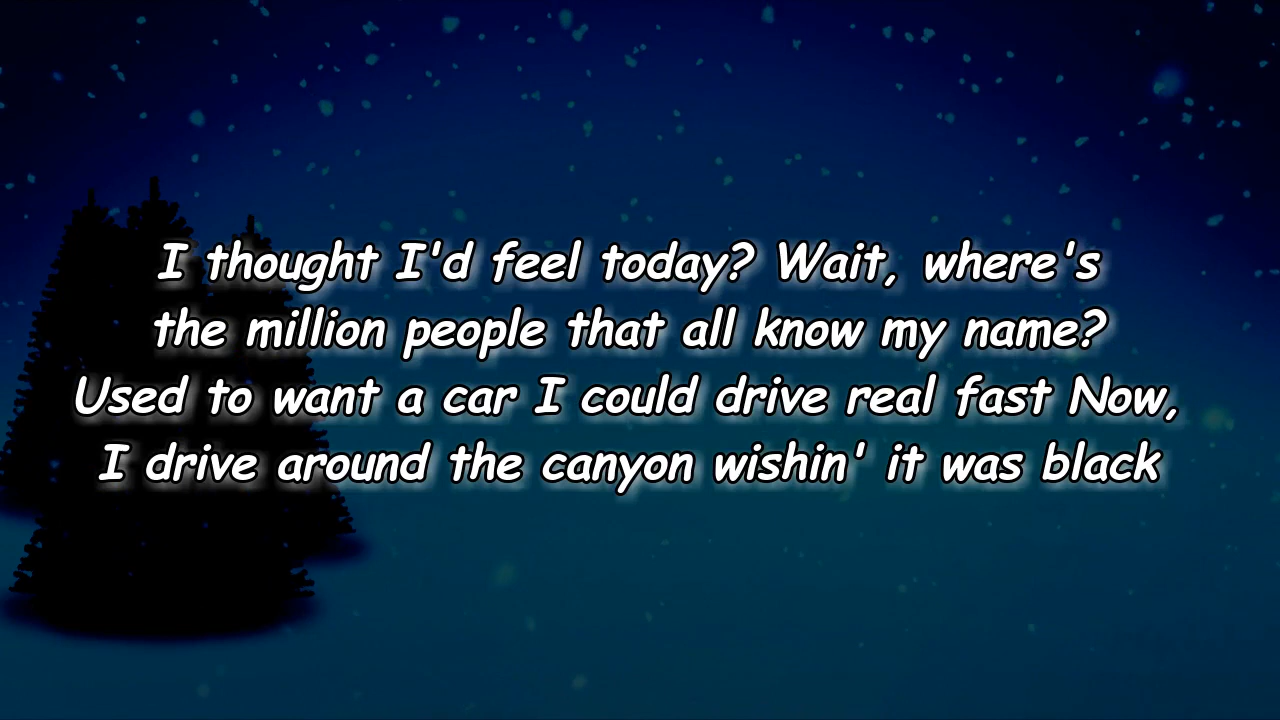 I thought I'd feel today? Wait, where's
the million people that all know my name?
Used to want a car I could drive real fast Now,
I drive around the canyon wishin' it was black